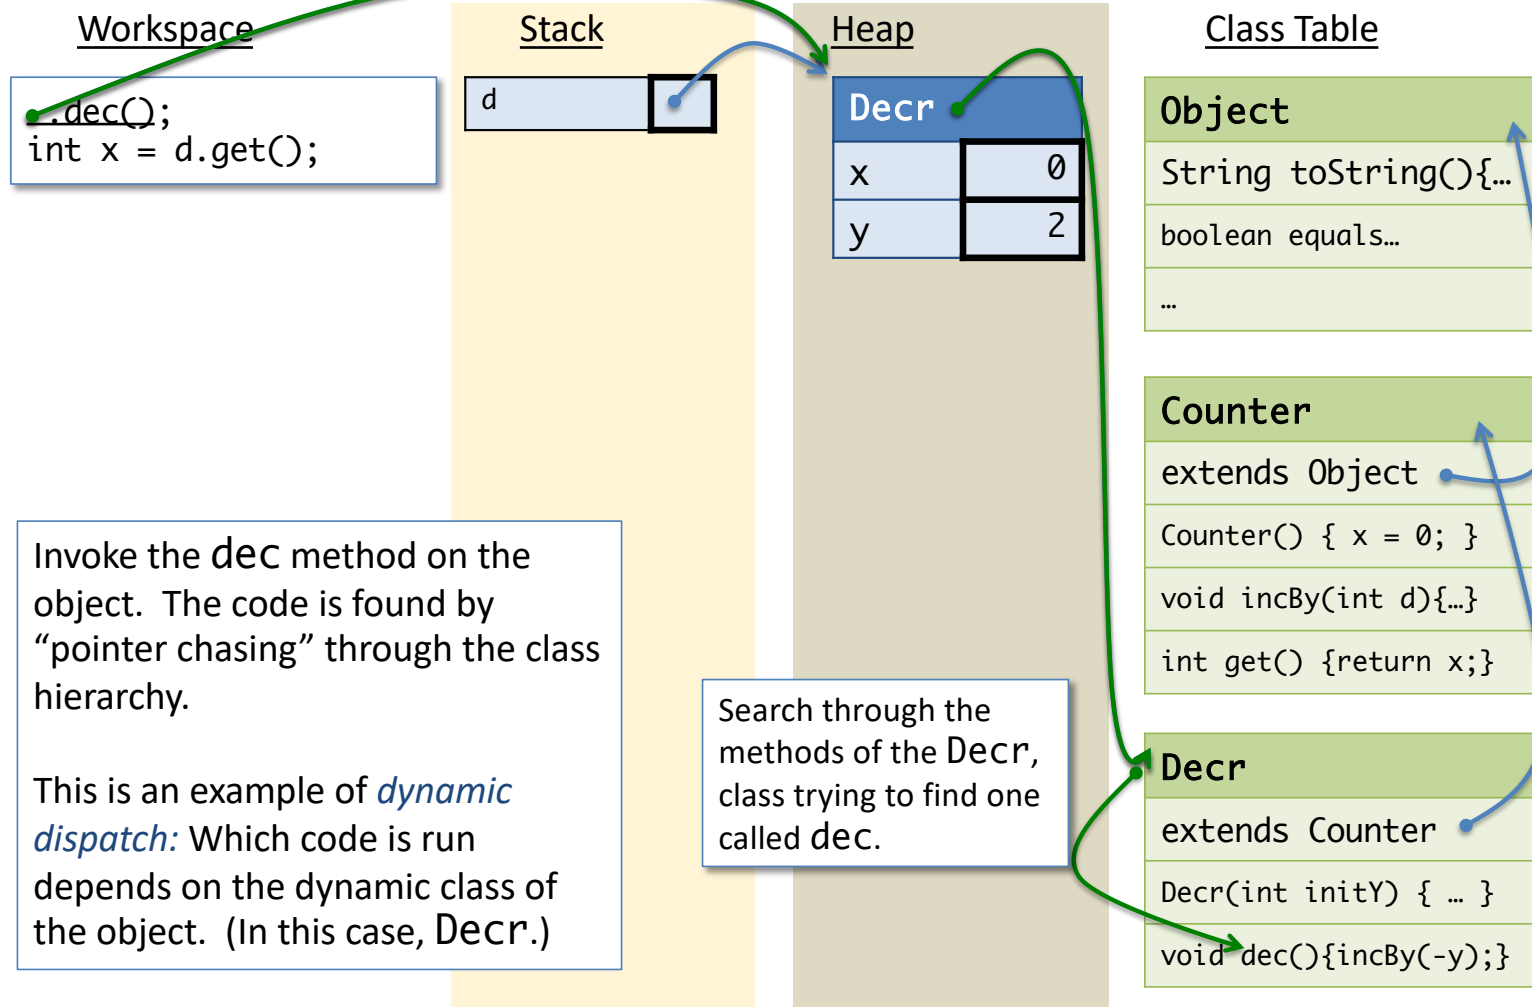 Workspace
Stack
Heap
Class Table
.dec();
int x = d.get();
d
Decr
x 0
y 2
Object
String toString(){…
boolean equals…
…
Counter
extends Object
Counter() { x = 0; }
void incBy(int d){…}
int get() {return x;}
Decr
extends Counter
Decr(int initY) { … }
void dec(){incBy(-y);}
Invoke the dec method on the
object. The code is found by
“pointer chasing” through the class
hierarchy.
This is an example of dynamic
dispatch: Which code is run
depends on the dynamic class of
the object. (In this case, Decr.)
Search through the
methods of the Decr,
class trying to find one
called dec.